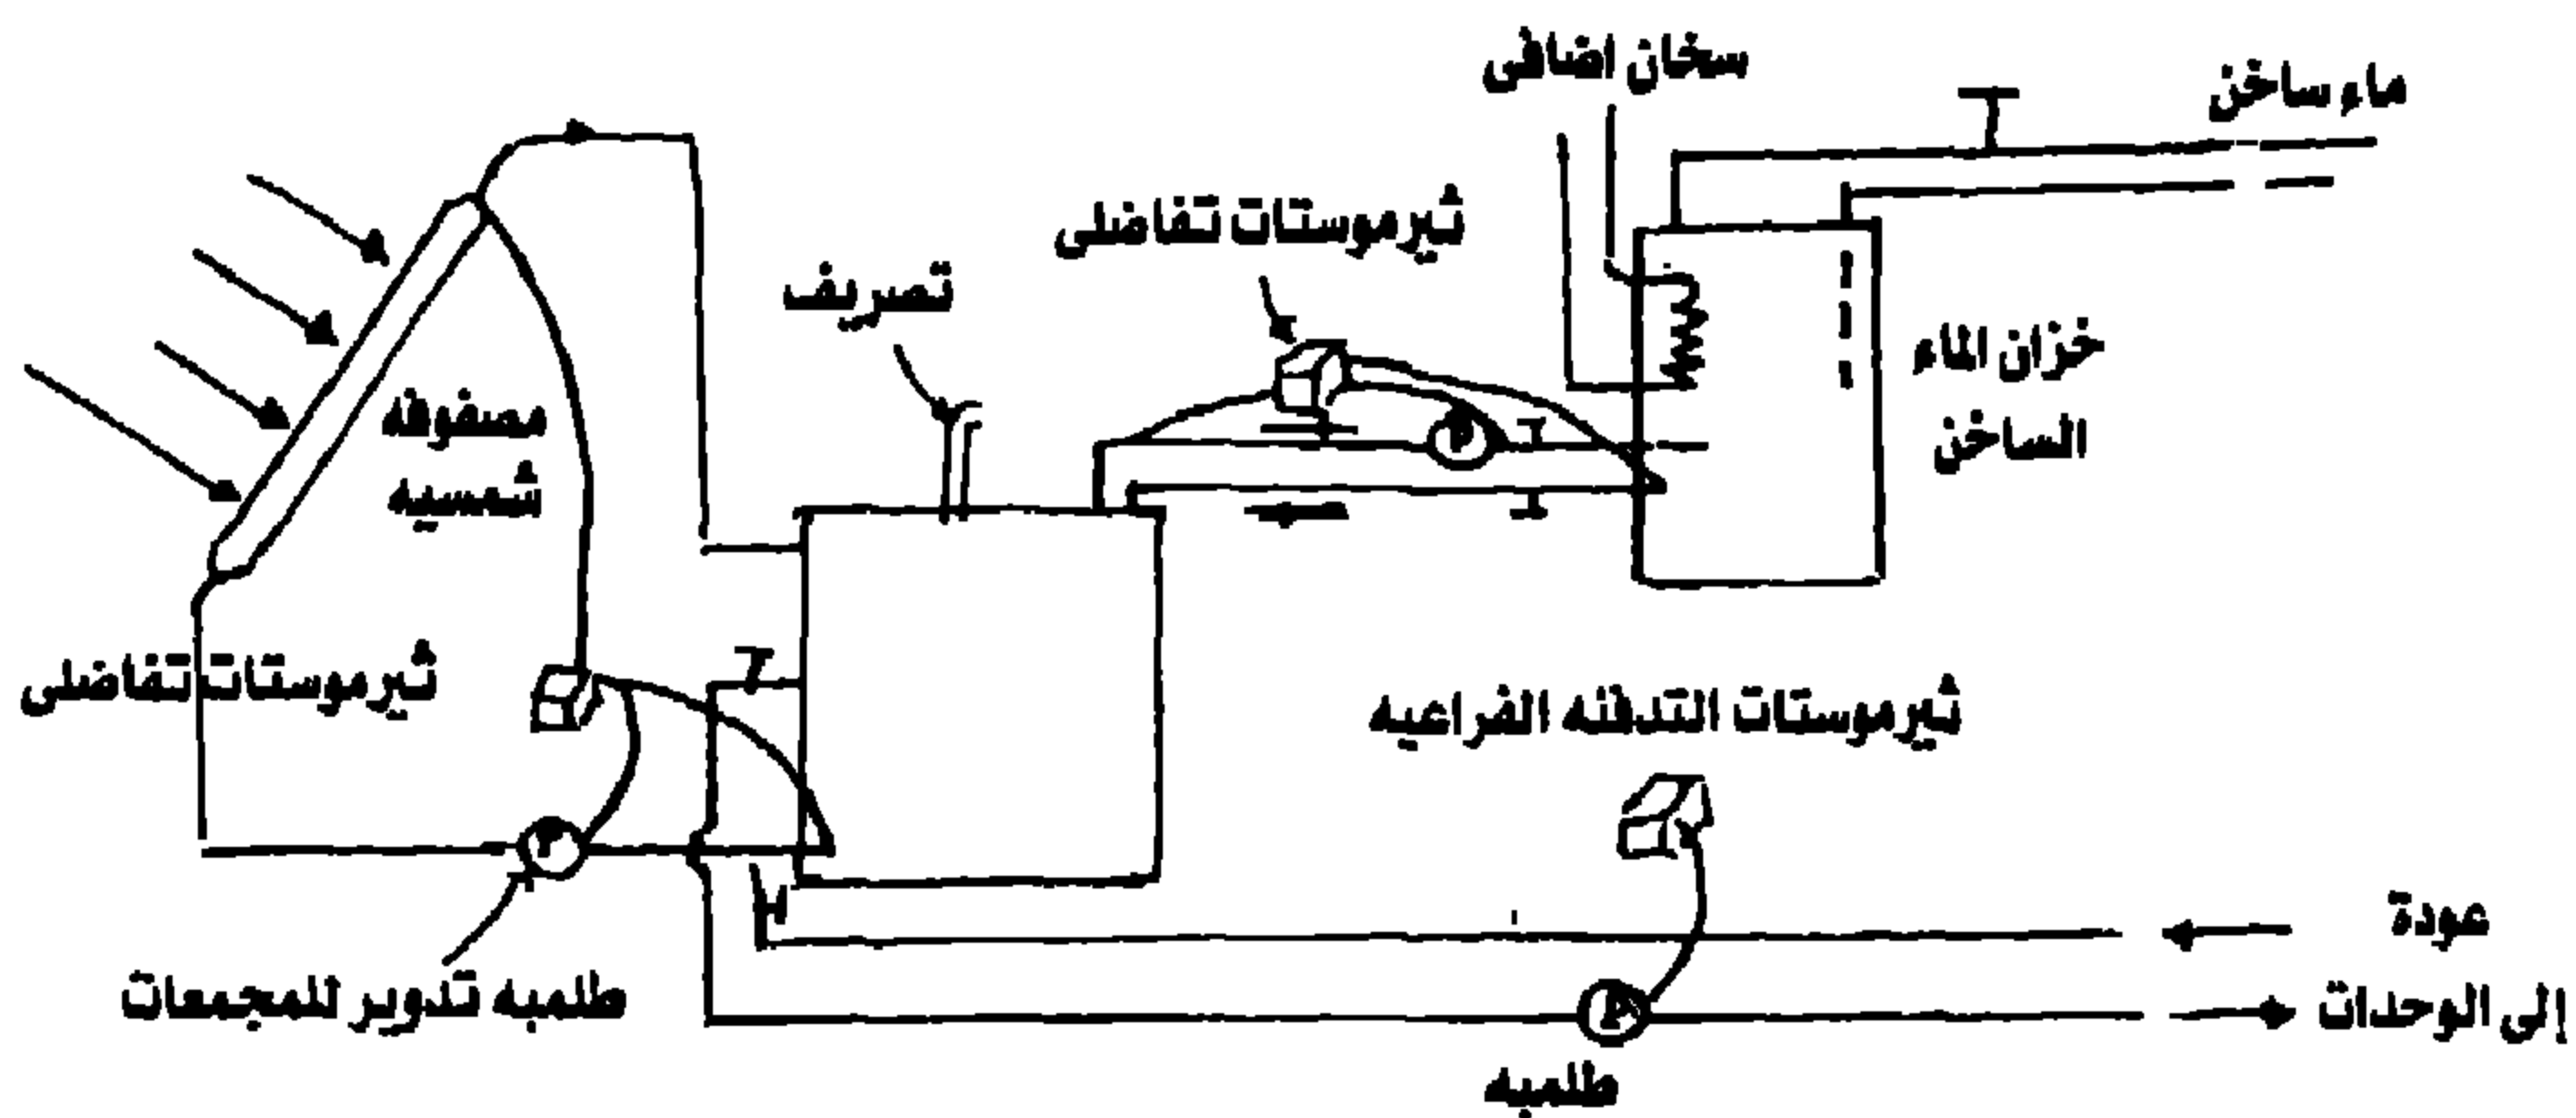 سخان اضافى
ماء ساخن
ثيرموستات تفاضلى
تصريف
خزان الماء
الساخن
مصفوفه
شمسيه
P
ثيرموستات تفاضلى
ثيرموستات التدفئه الفراعيه
P
عودة
طلمبه تدوير للمجمعات
إلى الوحدات
P
طلمبه